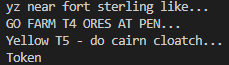 yz near fort sterling like...
GO FARM T4 ORES AT PEN...
Yellow T5 - do cairn cloatch...
Token